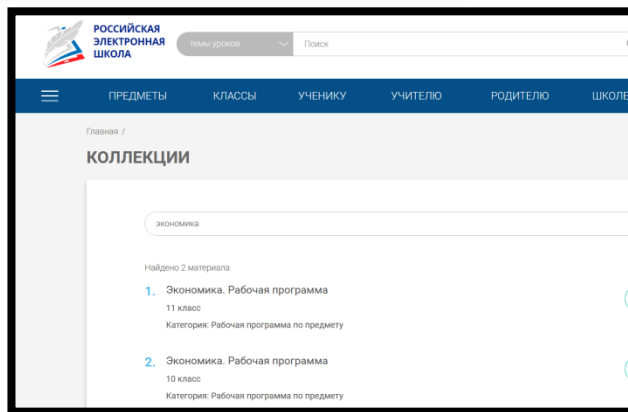 РОССИЙСКАЯ
ЭЛЕКТРОННАЯ
ШКОЛА
темы уроков
Поиск
ПРЕДМЕТЫ КЛАССЫ УЧЕНИКУ УЧИТЕЛЮ РОДИТЕЛЮ ШКОЛЕ
Главная /
КОЛЛЕКЦИИ
экономика
Найдено 2 материала
1. Экономика. Рабочая программа
11 класс
Категория: Рабочая программа по предмету
2. Экономика. Рабочая программа
10 класс
Категория: Рабочая программа по предмету